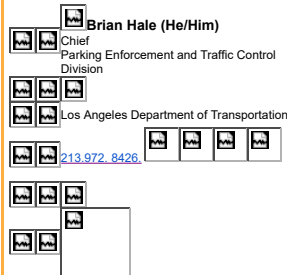 Brian Hale (He/Him)
Chief
Parking Enforcement and Traffic Control
Division
Los Angeles Department of Transportation
213.972. 8426.